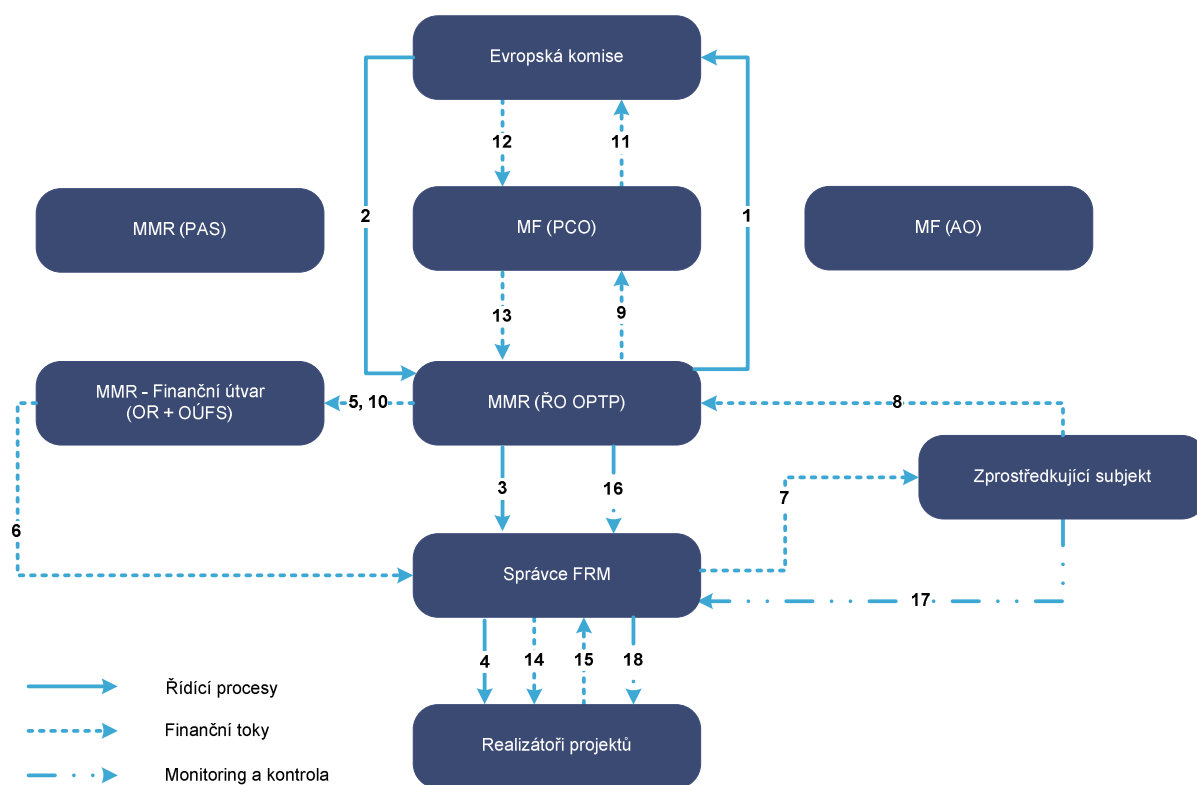 Evropská komise
12
11
2
1
MMR (PAS)
MF (PCO)
MF (AO)
13
9
MMR – Finanční útvar
(OR + OÚFS)
5, 10
MMR (ŘO OPTP)
8
3
16
7
Zprostředkující subjekt
6
Správce FRM
17
4
14
15
18
Řídící procesy
Finanční toky
Realizátoři projektů
Monitoring a kontrola